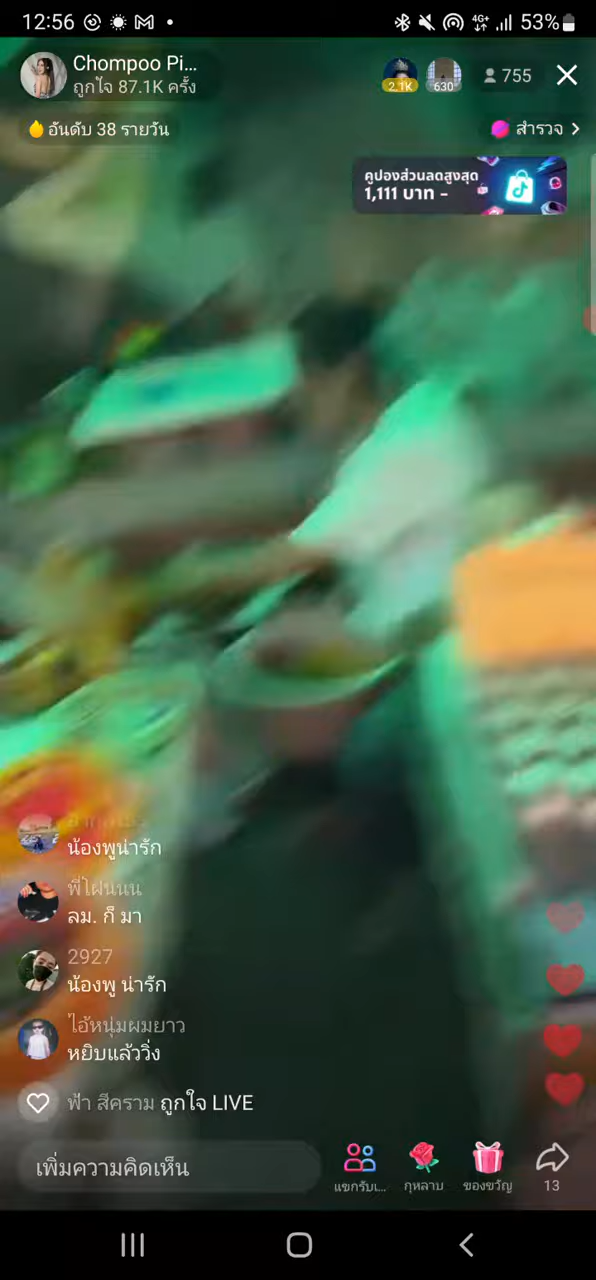 12:56
4G+
53%
Chompoo Pi...
ถูกใจ 87.1K ครั้ง
2.1K
630
755
อันดับ 38 รายวัน
สำรวจ
คูปองส่วนลดสูงสุด
1,111 บาท -
น้องพูน่ารัก
พี่ไฝนนน
ลม. ก็ มา
2927
น้องพู น่ารัก
ไอ้หนุ่มผมยาว
หยิบแล้ววิ่ง
ฟ้า สีคราม ถูกใจ LIVE
เพิ่มความคิดเห็น
แขกรับเ...
กุหลาบ
ของขวัญ
13